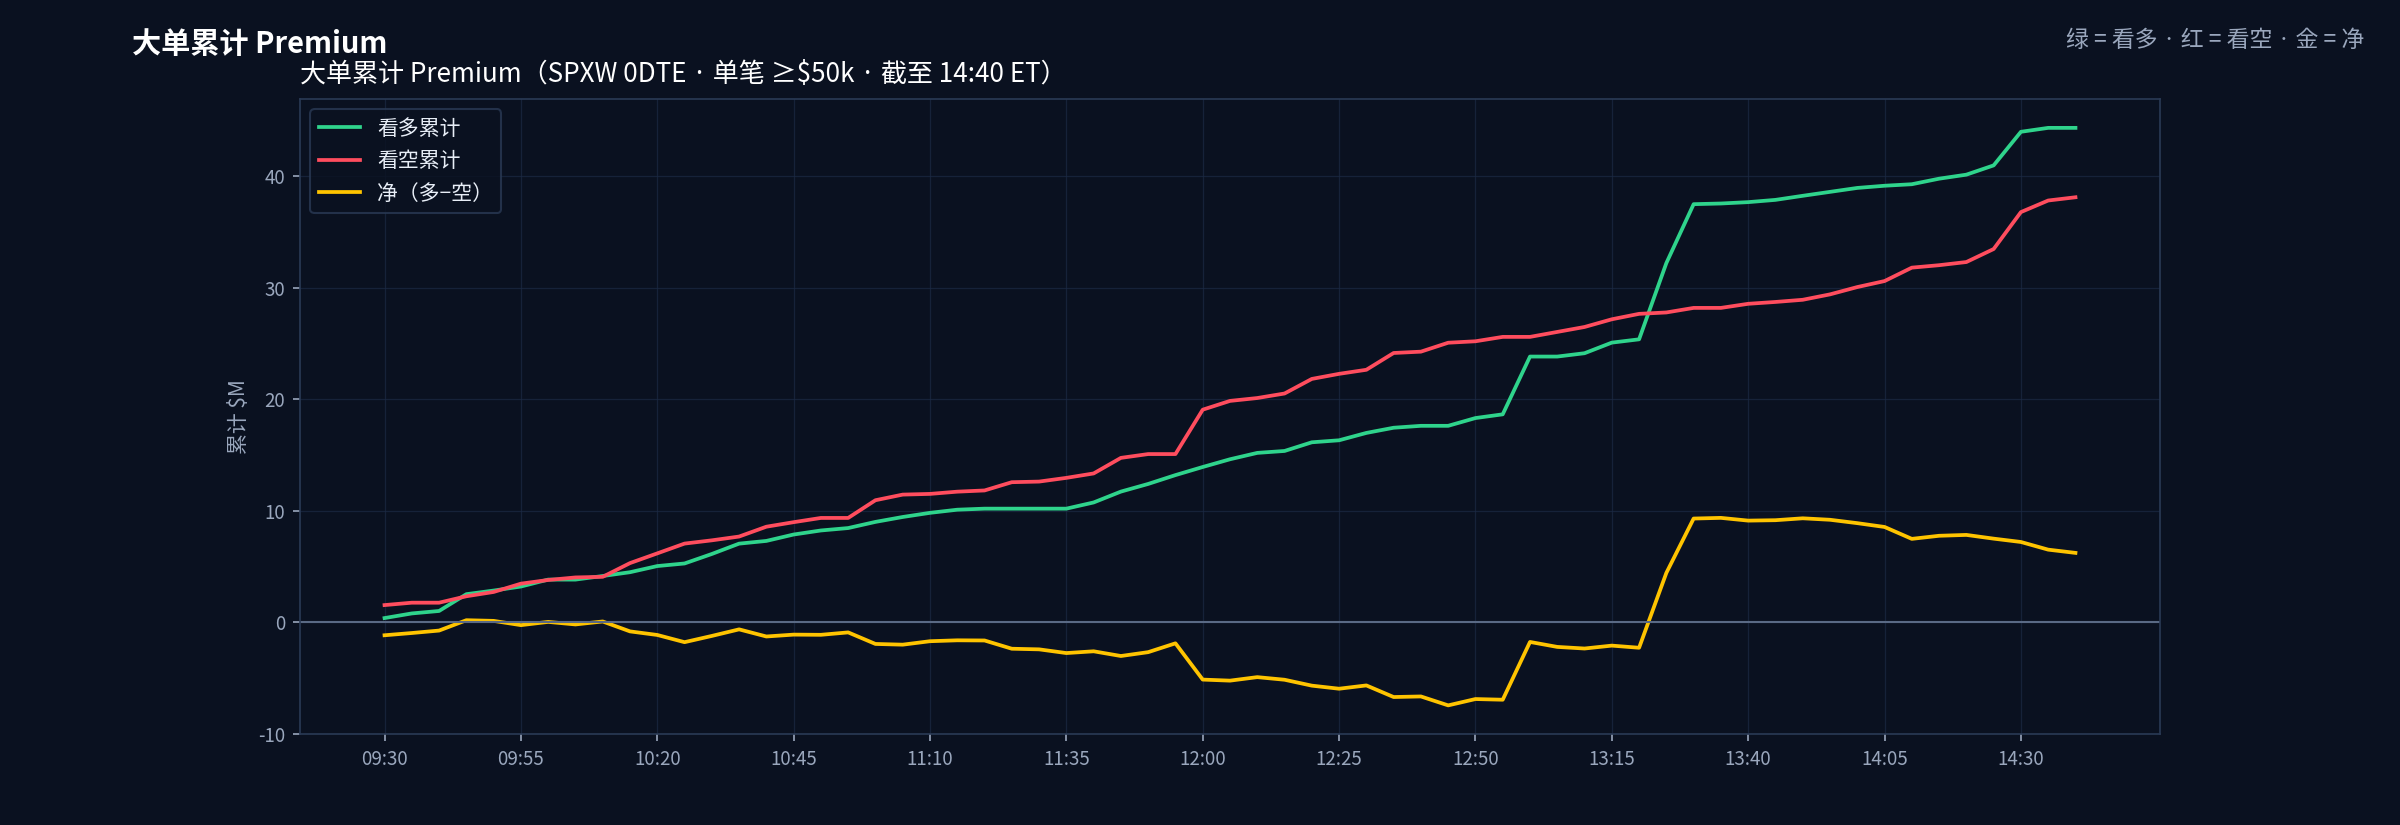 大单累计 Premium
绿 = 看多 · 红 = 看空 · 金 = 净
大单累计 Premium（SPXW 0DTE · 单笔 ≥$50k · 截至 14:40 ET）
看多累计
看空累计
净（多−空）
累计 $M
40
30
20
10
0
-10
09:30 09:55 10:20 10:45 11:10 11:35 12:00 12:25 12:50 13:15 13:40 14:05 14:30